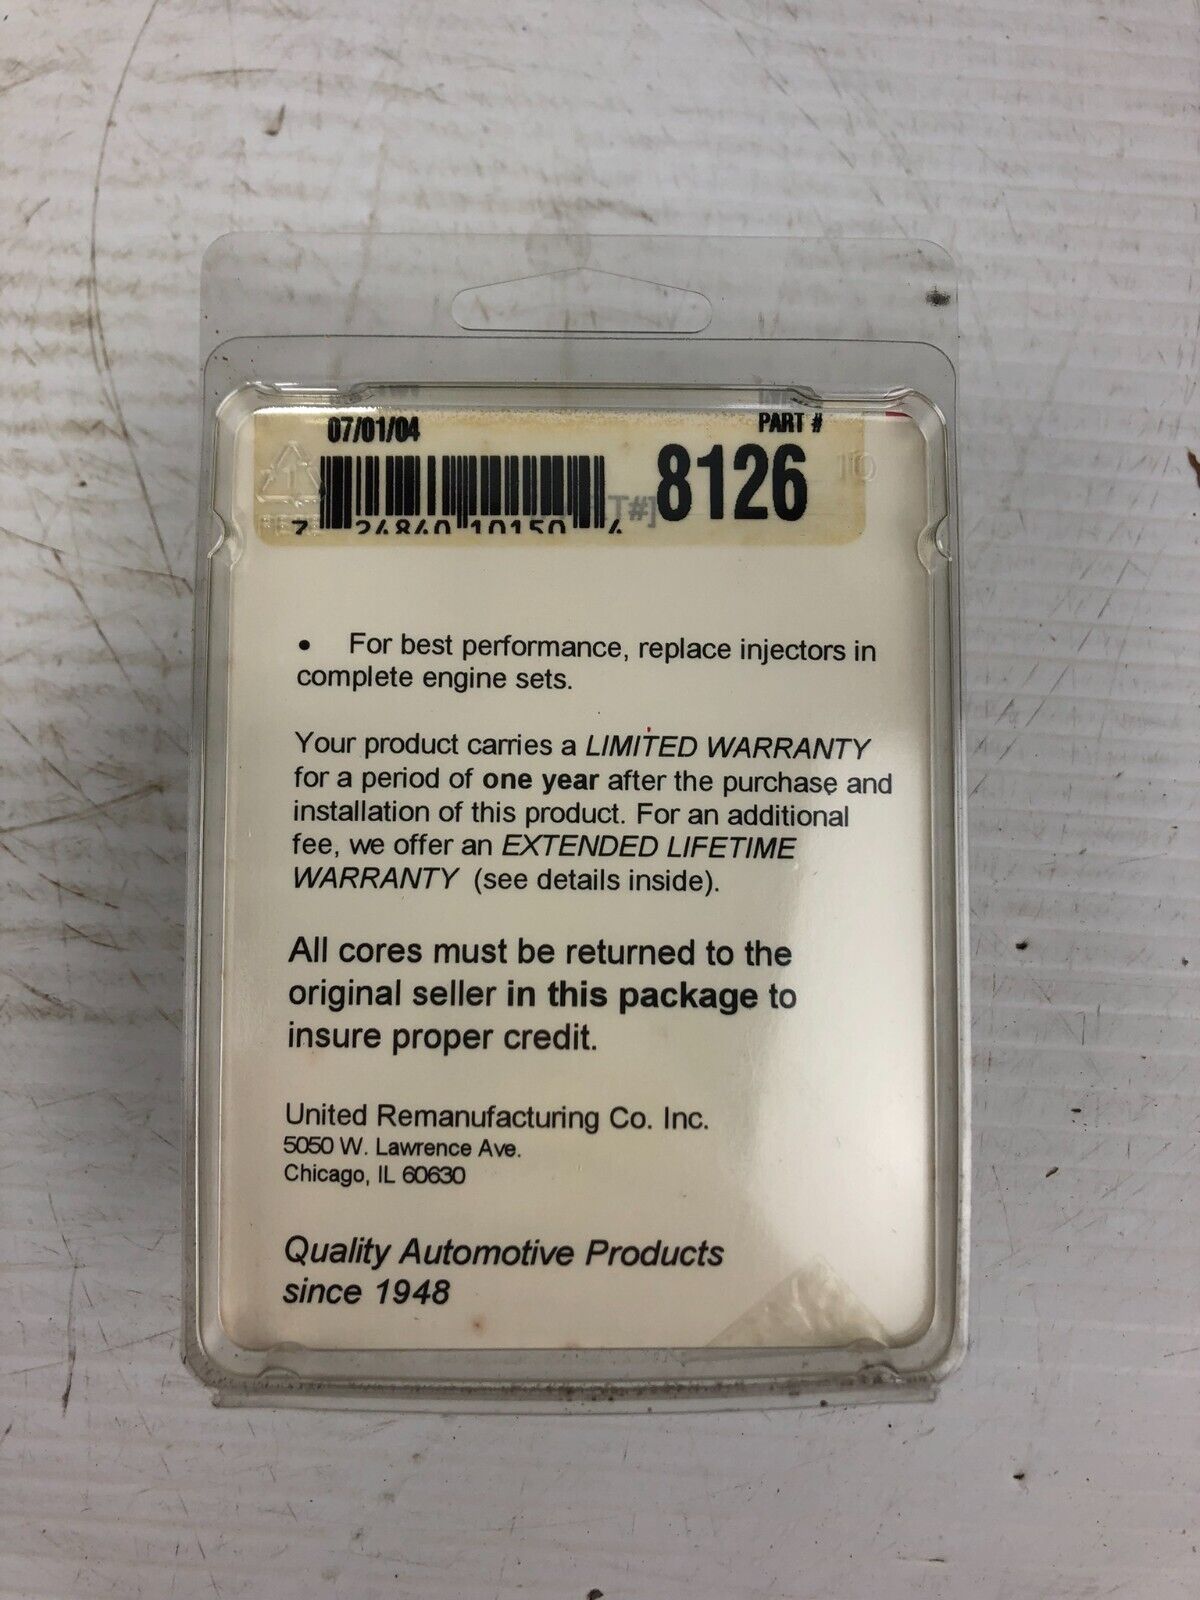 07/01/04
PART #
8126
T#]
7 24840 10150 4
• For best performance, replace injectors in
complete engine sets.
Your product carries a LIMITED WARRANTY
for a period of one year after the purchase and
installation of this product. For an additional
fee, we offer an EXTENDED LIFETIME
WARRANTY (see details inside).
All cores must be returned to the
original seller in this package to
insure proper credit.
United Remanufacturing Co. Inc.
5050 W. Lawrence Ave.
Chicago, IL 60630
Quality Automotive Products
since 1948